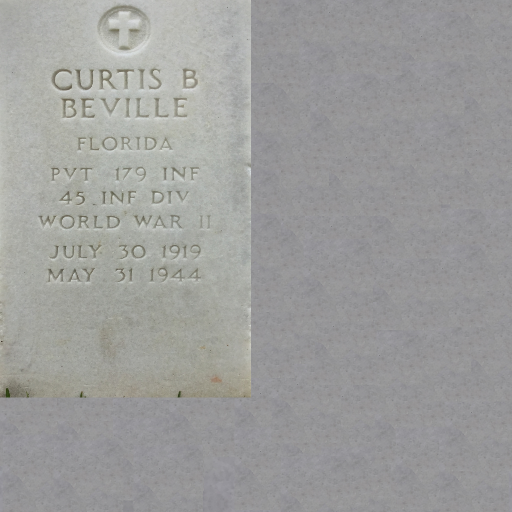 CURTIS B
BEVILLE
FLORIDA
PVT 179 INF
45 INF DIV
WORLD WAR II
JULY 30 1919
MAY 31 1944